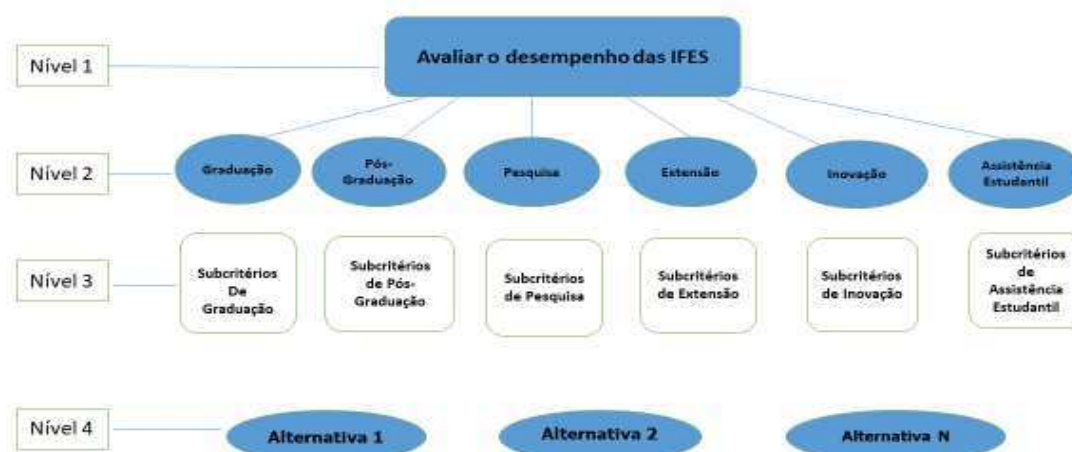 Nível 1
Avaliar o desempenho das IFES
Nível 2
Graduação
Pós-
Graduação
Pesquisa
Extensão
Inovação
Assistência
Estudantil
Nível 3
Subcritérios
De
Graduação
Subcritérios
de Pós-
Graduação
Subcritérios
de Pesquisa
Subcritérios
de Extensão
Subcritérios
de Inovação
Subcritérios
de
Assistência
Estudantil
Nível 4
Alternativa 1
Alternativa 2
Alternativa N